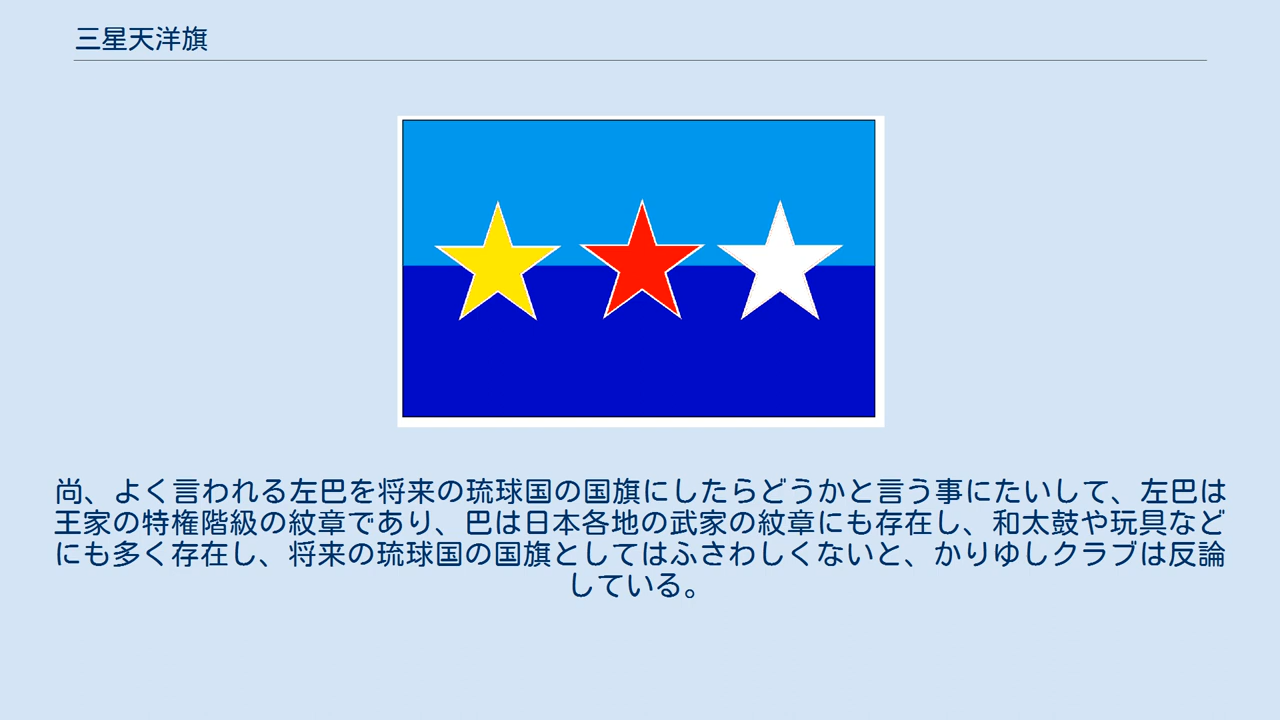 三星天洋旗
尚、よく言われる左巴を将来の琉球国の国旗にしたらどうかと言う事にたいして、左巴は
王家の特権階級の紋章であり、巴は日本各地の武家の紋章にも存在し、和太鼓や玩具など
にも多く存在し、将来の琉球国の国旗としてはふさわしくないと、かりゆしクラブは反論
している。